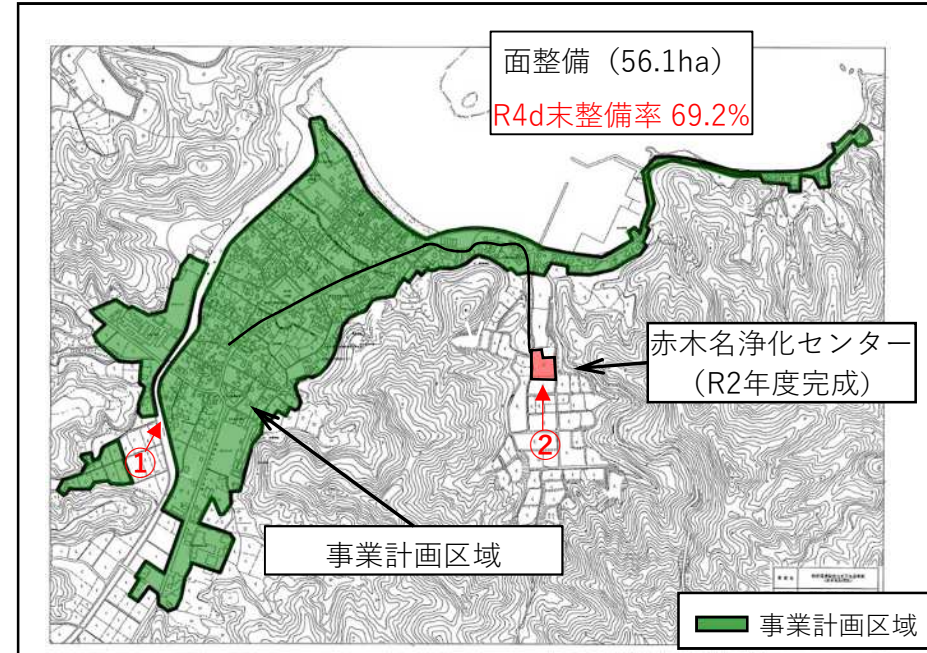 面整備（56.1ha）
R4d末整備率 69.2%
赤木名浄化センター
（R2年度完成）
①
②
事業計画区域
事業計画区域